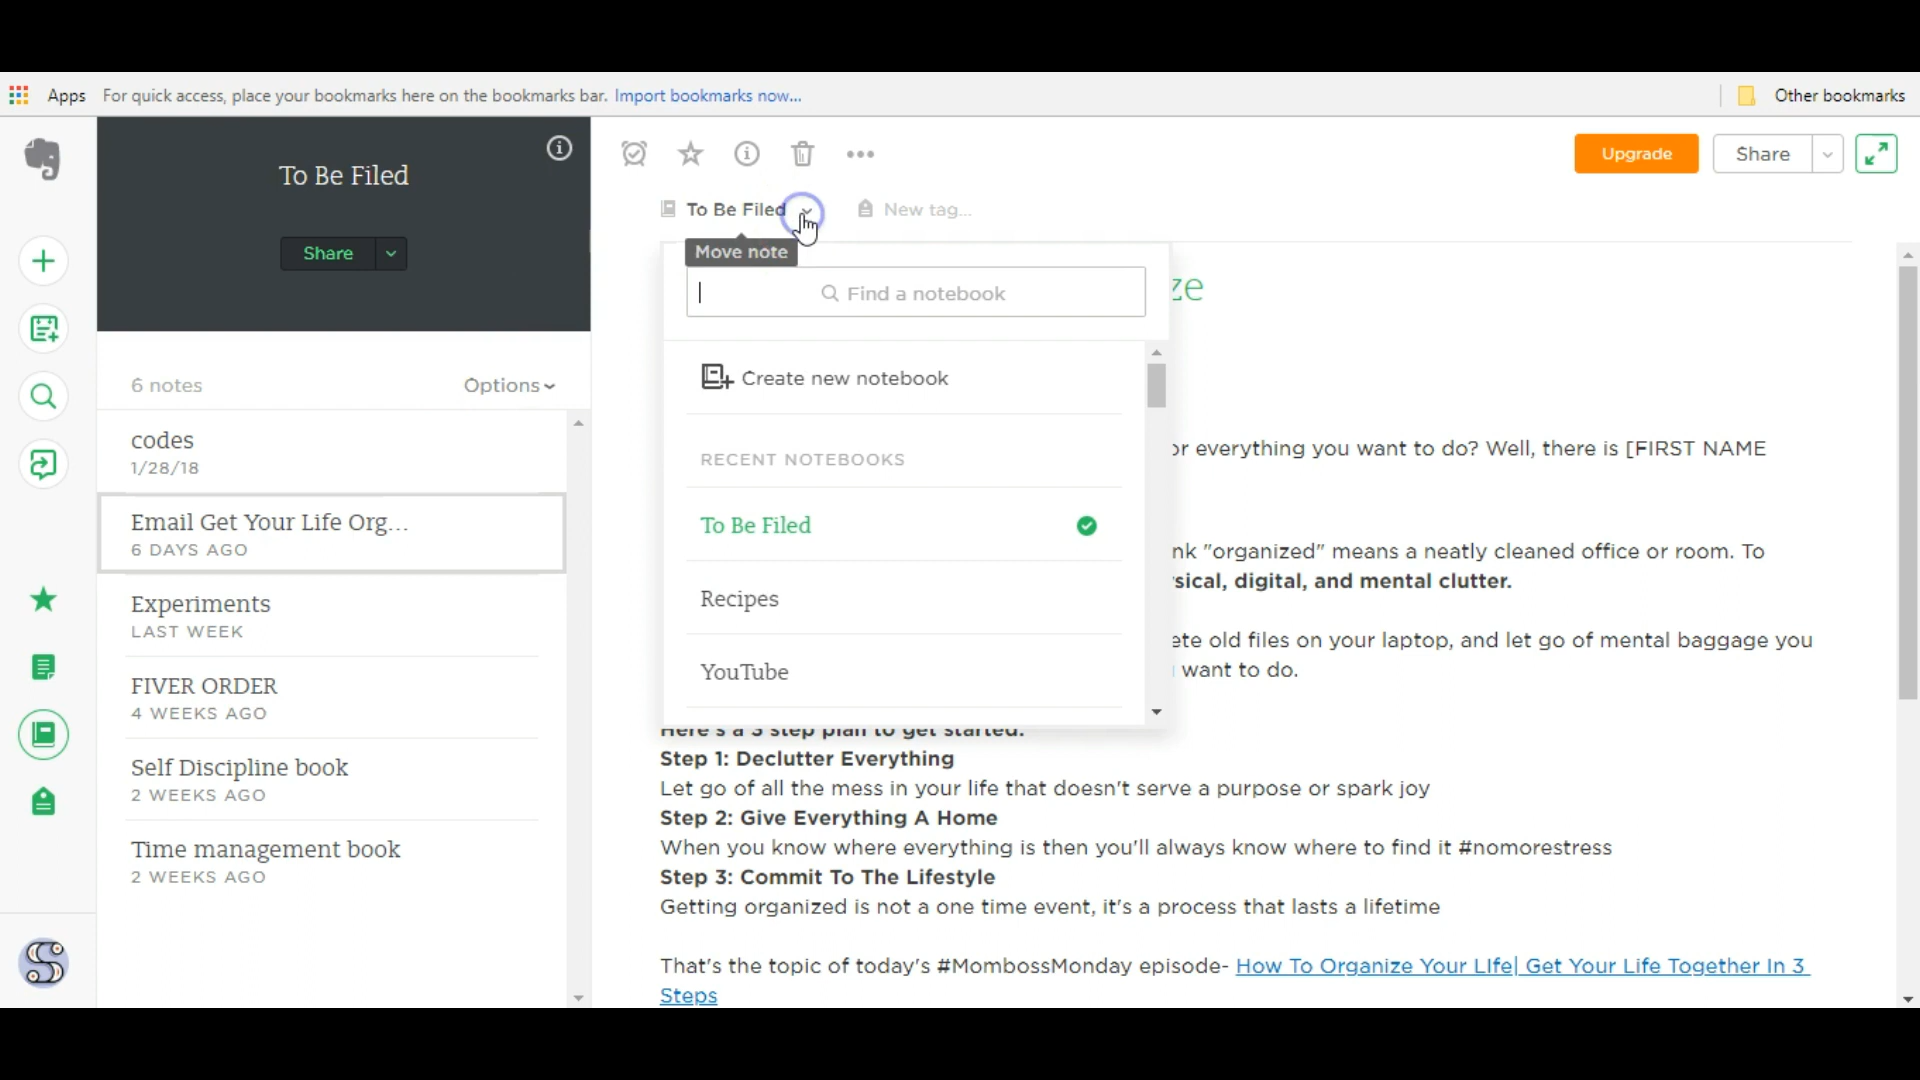 Apps For quick access, place your bookmarks here on the bookmarks bar. Import bookmarks now...
Other bookmarks
To Be Filed
Share
6 notes
Options
codes
1/28/18
Email Get Your Life Org...
6 DAYS AGO
Experiments
LAST WEEK
FIVER ORDER
4 WEEKS AGO
Self Discipline book
2 WEEKS AGO
Time management book
2 WEEKS AGO
Upgrade
Share
To Be Filed
New tag...
Move note
Find a notebook
Create new notebook
RECENT NOTEBOOKS
To Be Filed
Recipes
YouTube
ze
or everything you want to do? Well, there is [FIRST NAME
nk "organized" means a neatly cleaned office or room. To
sical, digital, and mental clutter.
ete old files on your laptop, and let go of mental baggage you
want to do.
Here's a 3 step plan to get started:
Step 1: Declutter Everything
Let go of all the mess in your life that doesn't serve a purpose or spark joy
Step 2: Give Everything A Home
When you know where everything is then you'll always know where to find it #nomorestress
Step 3: Commit To The Lifestyle
Getting organized is not a one time event, it's a process that lasts a lifetime
That's the topic of today's #MombossMonday episode- How To Organize Your LIfe| Get Your Life Together In 3
Steps